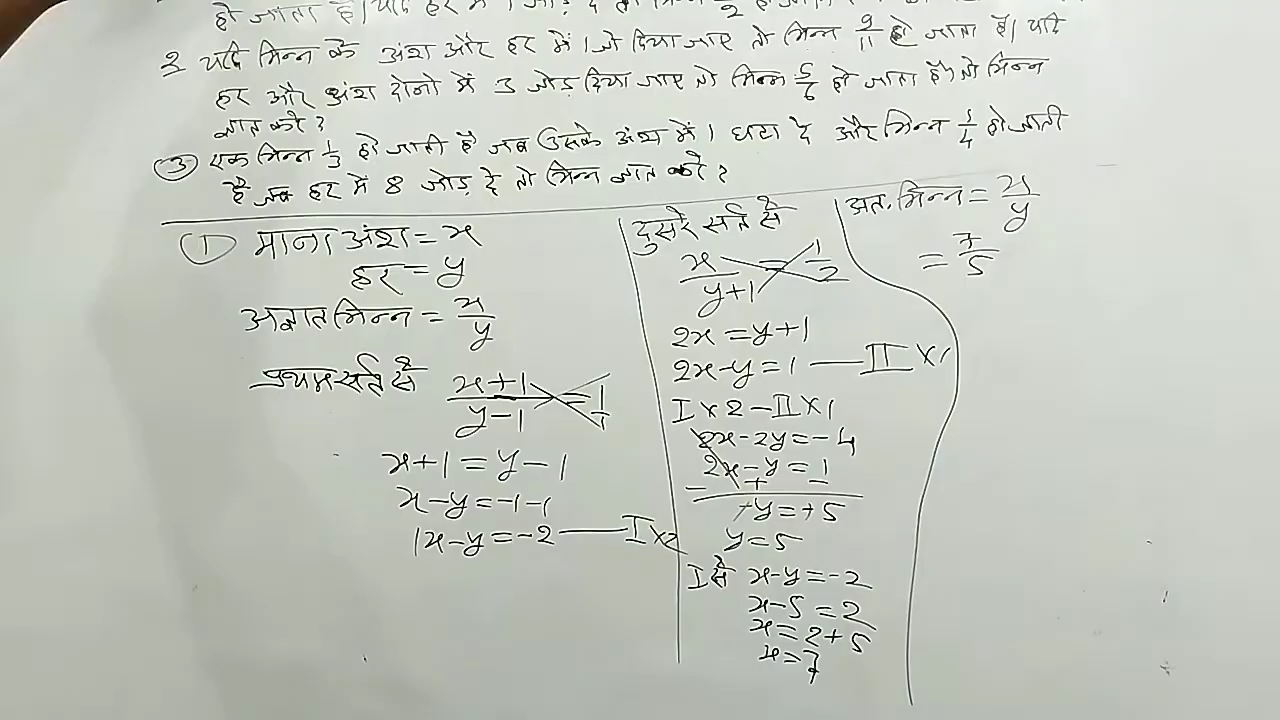 हो जाता है। यदि हर में 1 जोड़ दे तो भिन्न 1/2 हो
2 यदि भिन्न के अंश और हर में 1 जो दिया जाए तो भिन्न 9/11 हो जाता है। यदि
हर और अंश दोनो में 3 जोड़ दिया जाए तो भिन्न 5/6 हो जाता है। तो भिन्न
ज्ञात करे?
③ एक भिन्न 1/3 हो जाती है जब उसके अंश में 1 घटा दे और भिन्न 1/4 हो जाती
है जब हर में 8 जोड़ दे तो भिन्न ज्ञात करे?
① माना अंश = x
हर = y
अज्ञात भिन्न = x/y
प्रथम सर्त से
x+1/y-1 = 1/1
x+1 = y-1
x-y = -1-1
1x-y = -2 — I×2
दुसरे सर्त से
x/y+1 = 1/2
2x = y+1
2x-y = 1 — II×1
I×2 - II×1
2x-2y = -4
2x-y = 1
- + -
-y = +5
y = 5
I से x-y = -2
x-5 = 2
x = 2+5
x = 7
अतः भिन्न = x/y
= 7/5